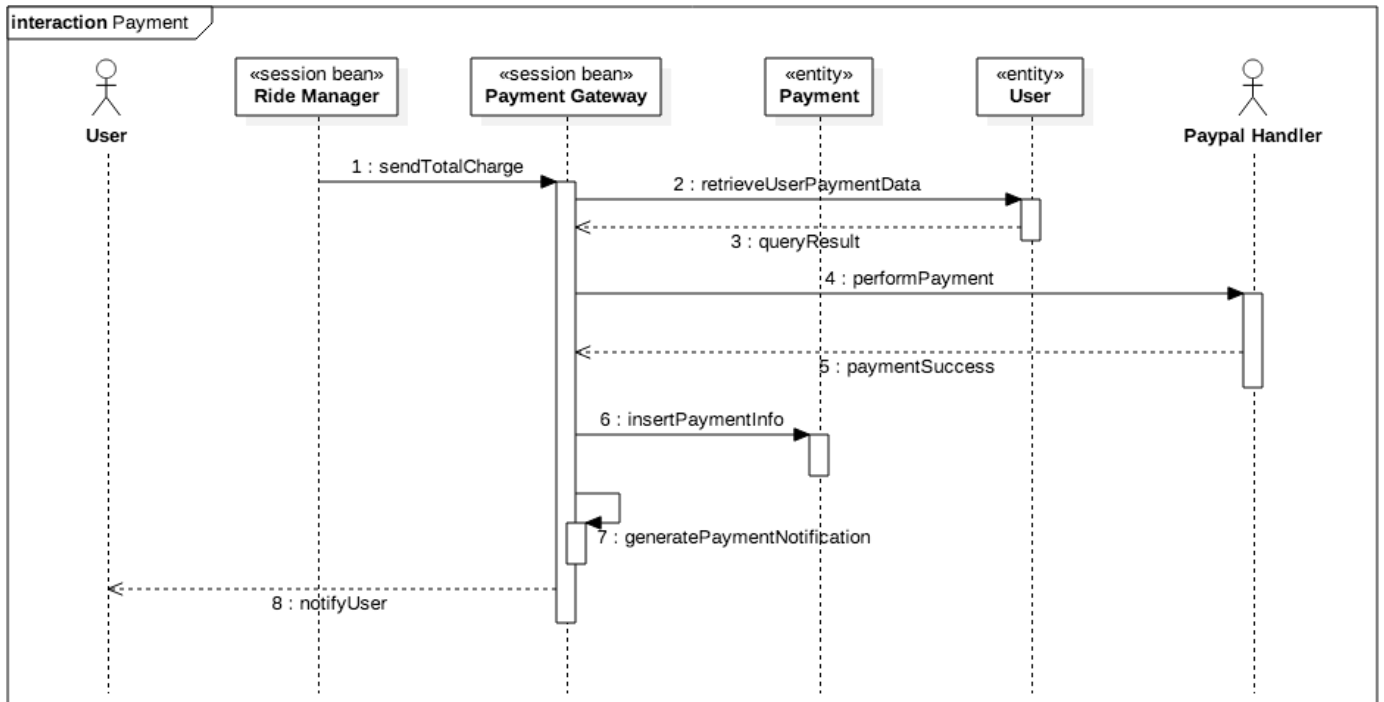 interaction Payment
«session bean»
Ride Manager
«session bean»
Payment Gateway
«entity»
Payment
«entity»
User
User
Paypal Handler
1 : sendTotalCharge
2 : retrieveUserPaymentData
3 : queryResult
4 : performPayment
5 : paymentSuccess
6 : insertPaymentInfo
7 : generatePaymentNotification
8 : notifyUser